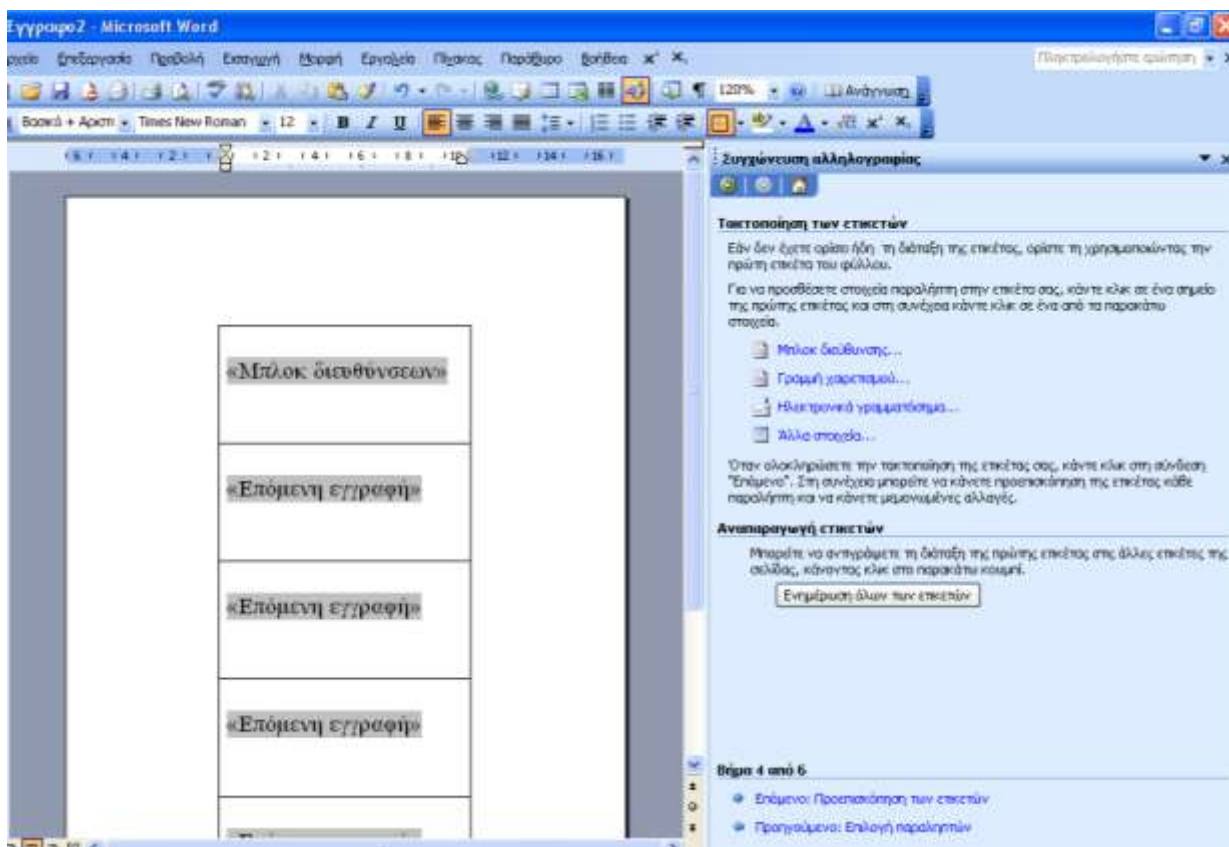 Έγγραφο2 - Microsoft Word
Επεξεργασία Προβολή Εισαγωγή Μορφή Εργαλεία Πίνακας Παράθυρο Βοήθεια x² x₂
Πληκτρολογήστε ερώτηση
120% Ανάγνωση
Times New Roman 12 B I U
Συγχώνευση αλληλογραφίας
Τακτοποίηση των ετικετών
Εάν δεν έχετε ορίσει ήδη τη διάταξη της ετικέτας, ορίστε τη χρησιμοποιώντας την
πρώτη ετικέτα του φύλλου.
Για να προσθέσετε στοιχεία παραλήπτη στην ετικέτα σας, κάντε κλικ σε ένα σημείο
της πρώτης ετικέτας και στη συνέχεια κάντε κλικ σε ένα από τα παρακάτω
στοιχεία.
Μπλοκ διεύθυνσης...
Γραμμή χαιρετισμού...
Ηλεκτρονικά γραμματόσημα...
Άλλα στοιχεία...
Όταν ολοκληρώσετε την τακτοποίηση της ετικέτας σας, κάντε κλικ στη σύνδεση
"Επόμενο". Στη συνέχεια μπορείτε να κάνετε προεπισκόπηση της ετικέτας κάθε
παραλήπτη και να κάνετε μεμονωμένες αλλαγές.
Αναπαραγωγή ετικετών
Μπορείτε να αντιγράψετε τη διάταξη της πρώτης ετικέτας στις άλλες ετικέτες της
σελίδας, κάνοντας κλικ στο παρακάτω κουμπί.
Ενημέρωση όλων των ετικετών
Βήμα 4 από 6
Επόμενο: Προεπισκόπηση των ετικετών
Προηγούμενο: Επιλογή παραληπτών
«Μπλοκ διευθύνσεων»
«Επόμενη εγγραφή»
«Επόμενη εγγραφή»
«Επόμενη εγγραφή»